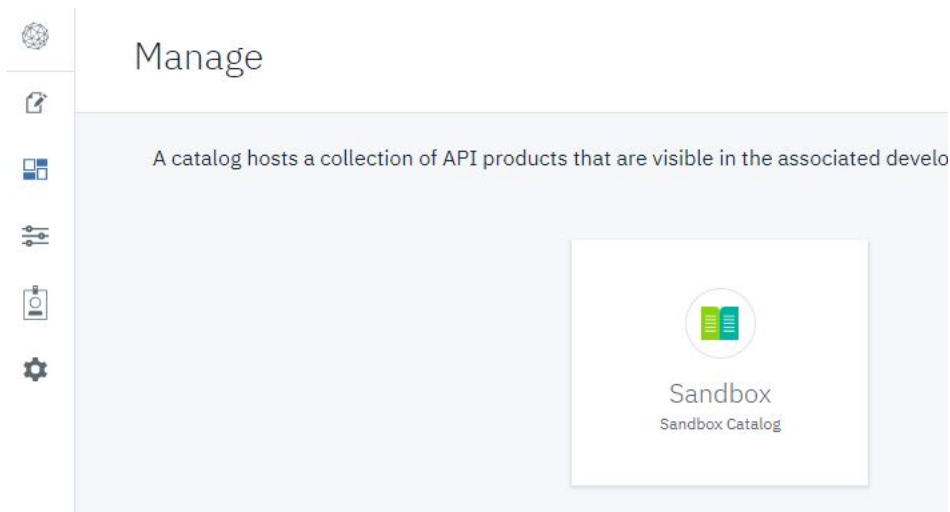 Manage
A catalog hosts a collection of API products that are visible in the associated develo
Sandbox
Sandbox Catalog